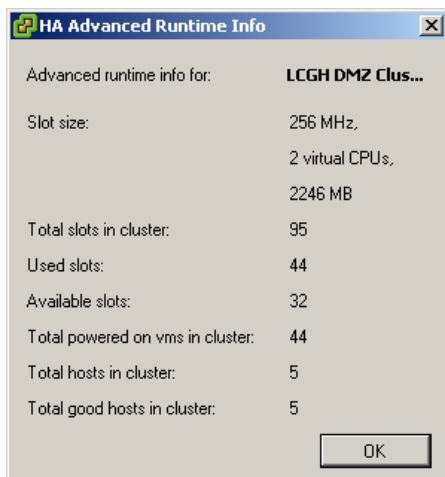 HA Advanced Runtime Info
Advanced runtime info for: LCGH DMZ Clus...
Slot size: 256 MHz,
2 virtual CPUs,
2246 MB
Total slots in cluster: 95
Used slots: 44
Available slots: 32
Total powered on vms in cluster: 44
Total hosts in cluster: 5
Total good hosts in cluster: 5
OK